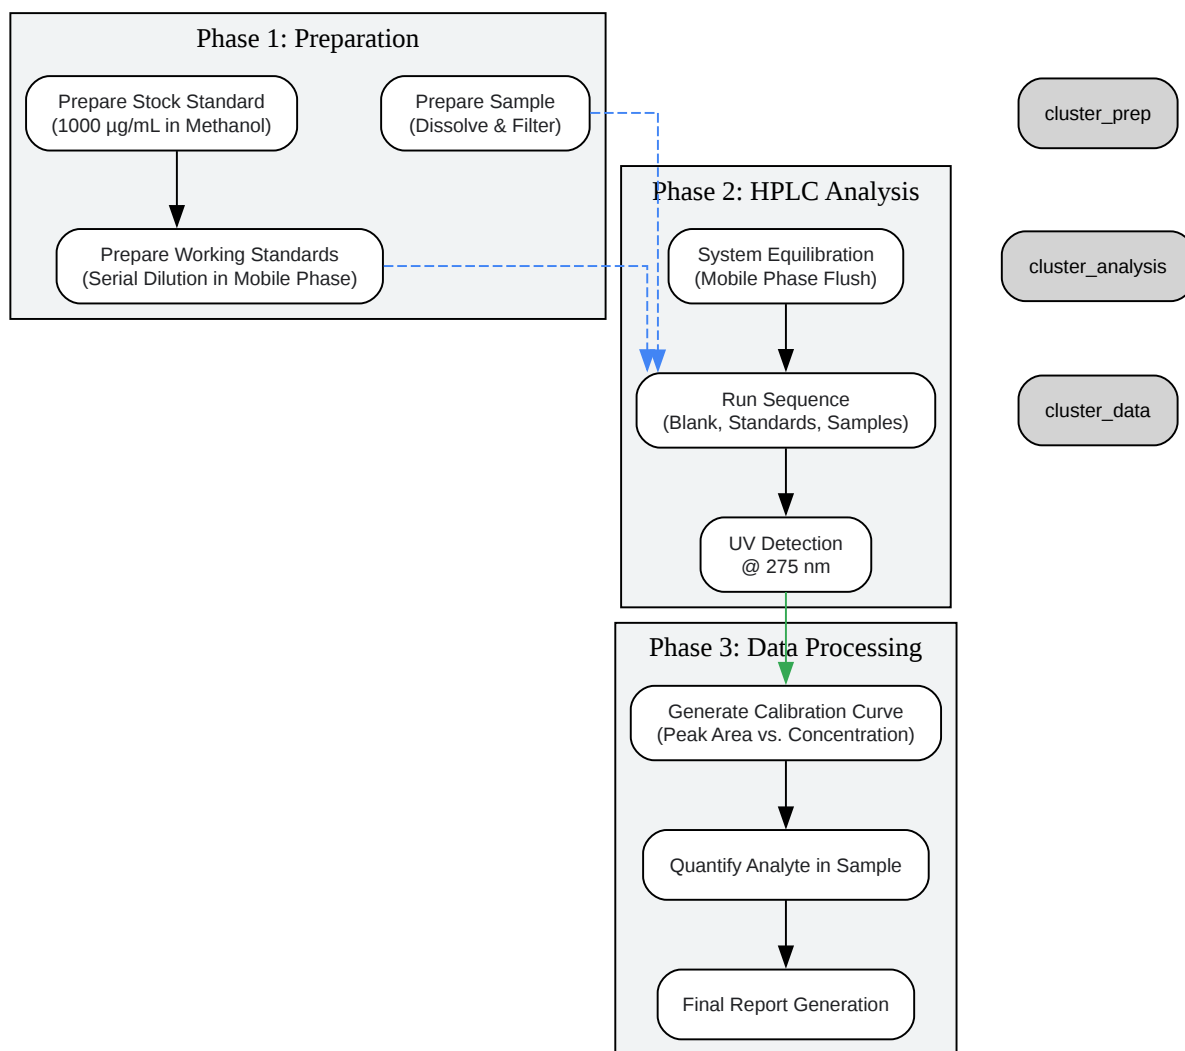 Phase 1: Preparation
Prepare Stock Standard
(1000 µg/mL in Methanol)
Prepare Sample
(Dissolve & Filter)
Prepare Working Standards
(Serial Dilution in Mobile Phase)
Phase 2: HPLC Analysis
System Equilibration
(Mobile Phase Flush)
Run Sequence
(Blank, Standards, Samples)
UV Detection
@ 275 nm
Phase 3: Data Processing
Generate Calibration Curve
(Peak Area vs. Concentration)
Quantify Analyte in Sample
Final Report Generation
cluster_prep
cluster_analysis
cluster_data